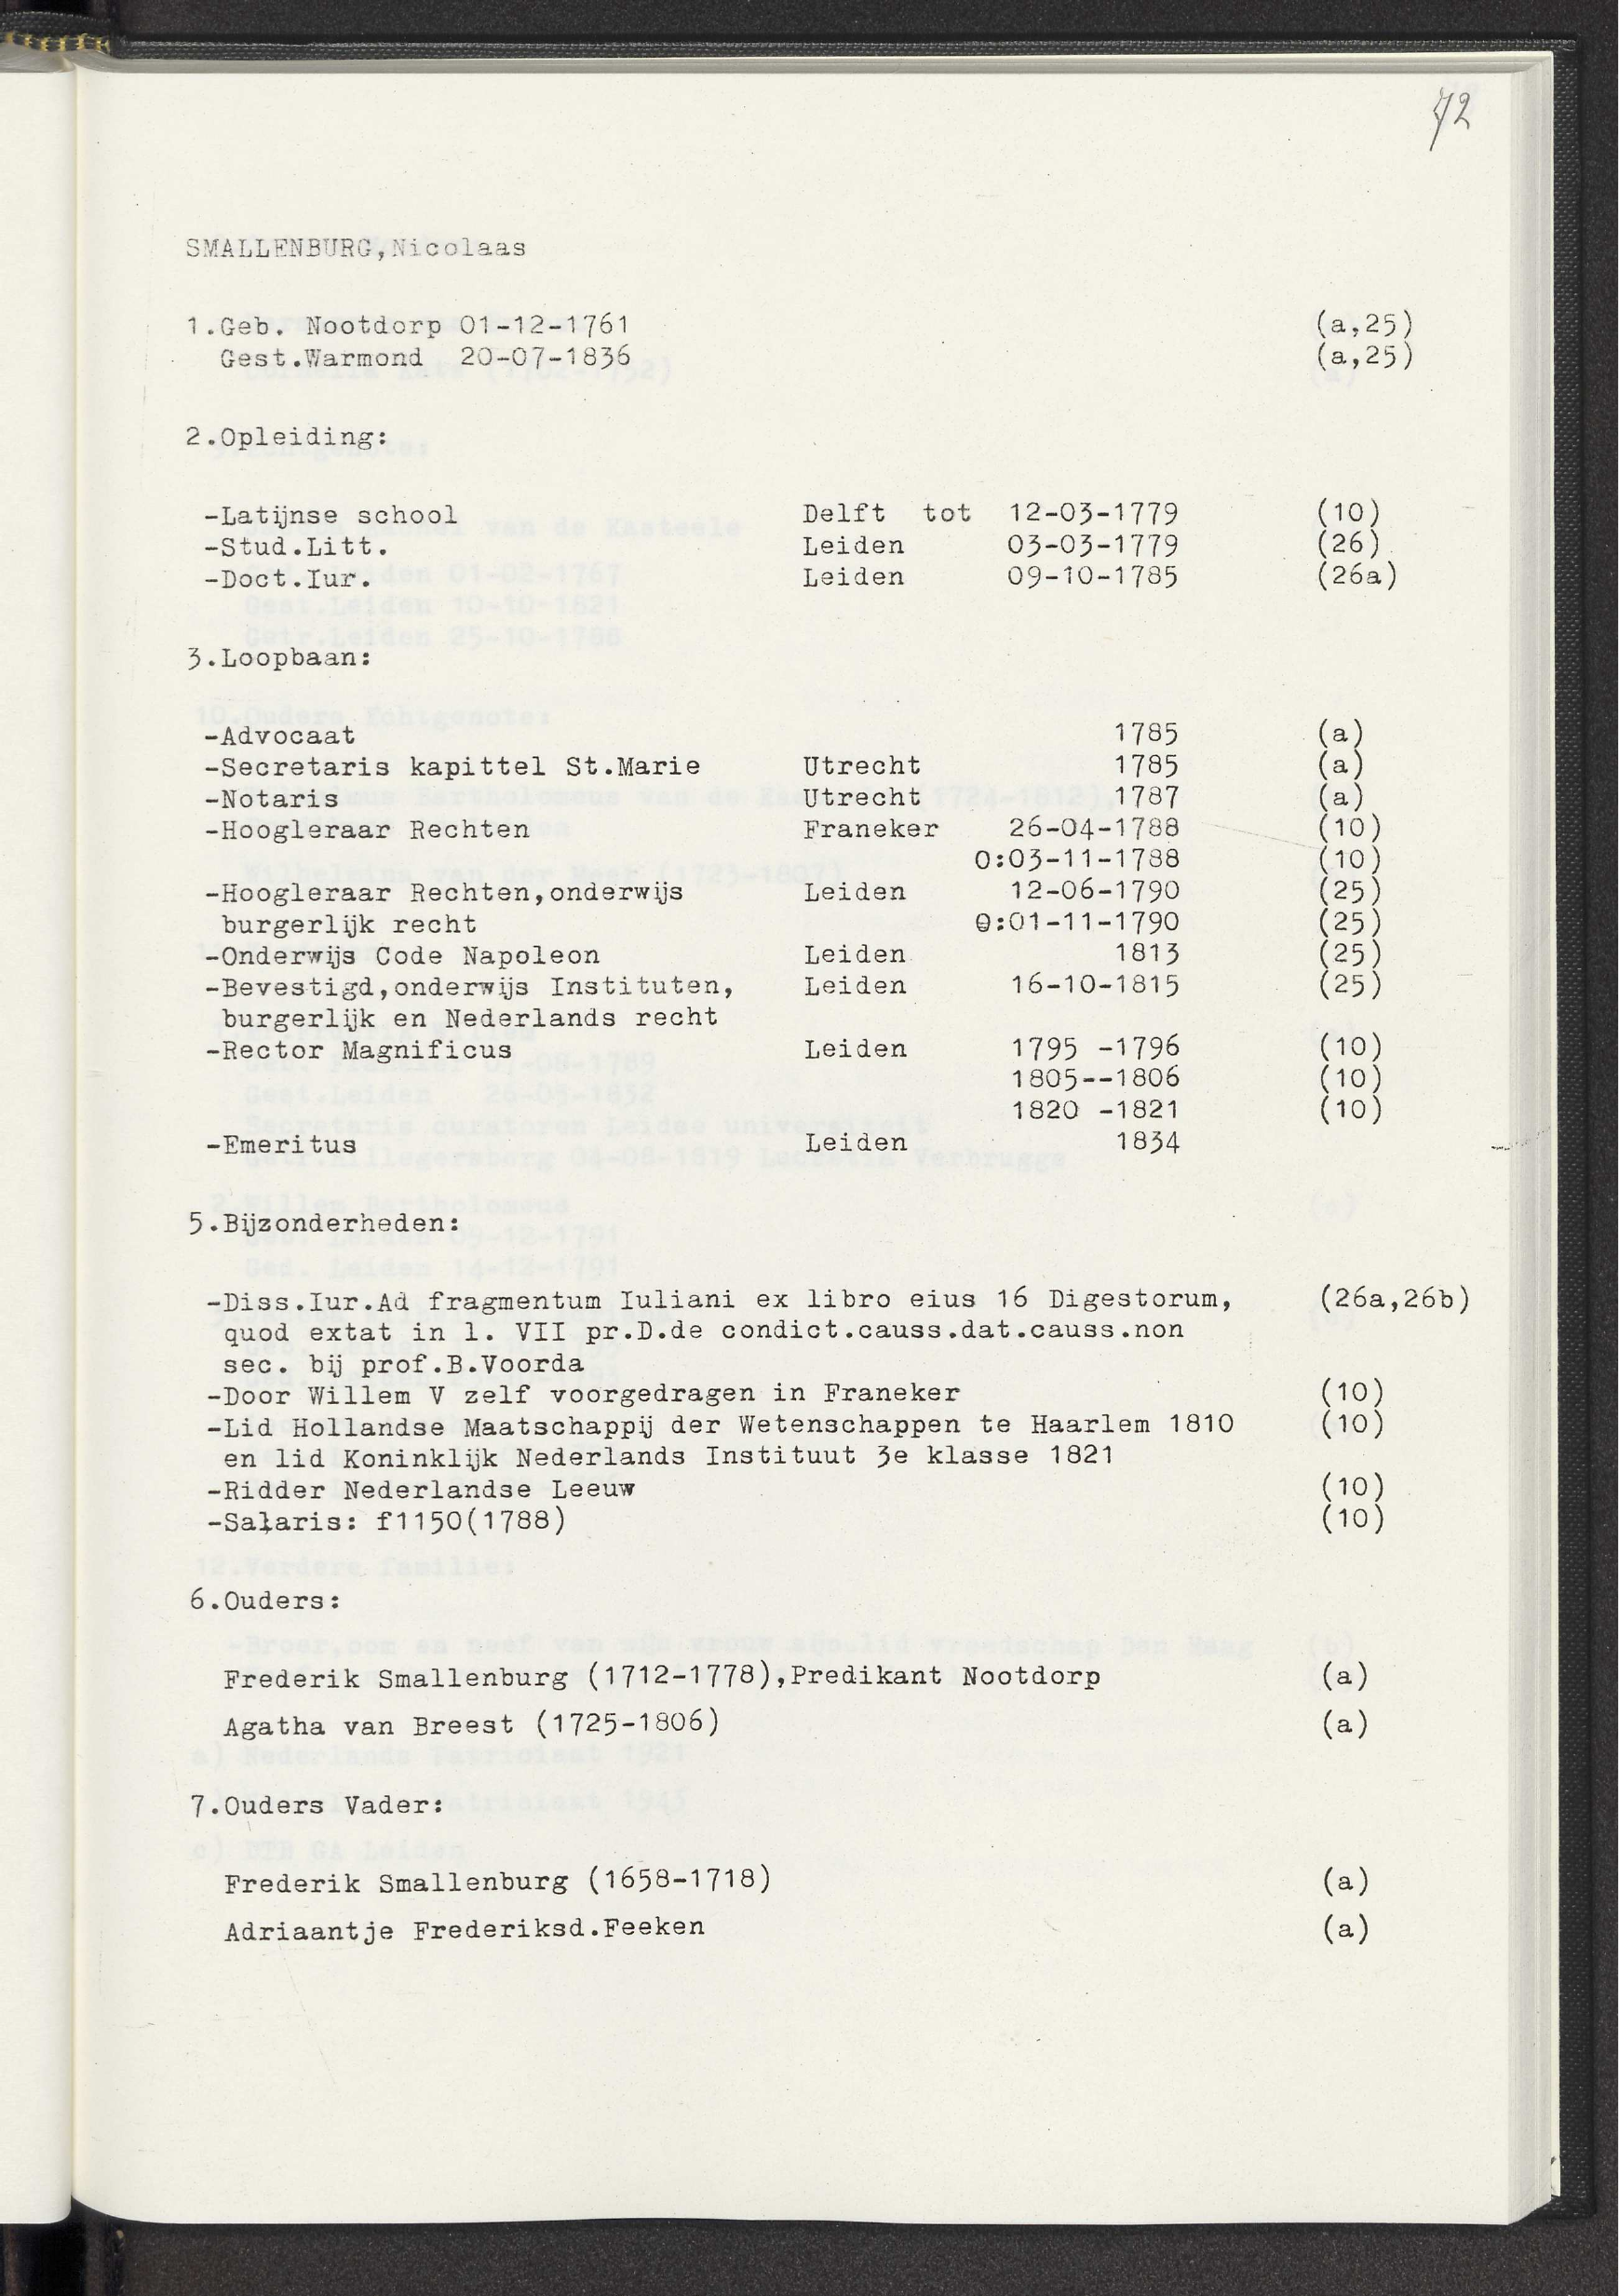 72
SMALLENBURG,Nicolaas
1.Geb. Nootdorp 01-12-1761 (a,25)
Gest.Warmond 20-07-1836 (a,25)
2.Opleiding:
-Latijnse school Delft tot 12-03-1779 (10)
-Stud.Litt. Leiden 03-03-1779 (26)
-Doct.Iur. Leiden 09-10-1785 (26a)
3.Loopbaan:
-Advocaat 1785 (a)
-Secretaris kapittel St.Marie Utrecht 1785 (a)
-Notaris Utrecht 1787 (a)
-Hoogleraar Rechten Franeker 26-04-1788 (10)
O:03-11-1788 (10)
-Hoogleraar Rechten,onderwijs Leiden 12-06-1790 (25)
burgerlijk recht O:01-11-1790 (25)
-Onderwijs Code Napoleon Leiden 1813 (25)
-Bevestigd,onderwijs Instituten, Leiden 16-10-1815 (25)
burgerlijk en Nederlands recht
-Rector Magnificus Leiden 1795 -1796 (10)
1805--1806 (10)
1820 -1821 (10)
-Emeritus Leiden 1834
5.Bijzonderheden:
-Diss.Iur.Ad fragmentum Iuliani ex libro eius 16 Digestorum, (26a,26b)
quod extat in l. VII pr.D.de condict.causs.dat.causs.non
sec. bij prof.B.Voorda
-Door Willem V zelf voorgedragen in Franeker (10)
-Lid Hollandse Maatschappij der Wetenschappen te Haarlem 1810 (10)
en lid Koninklijk Nederlands Instituut 3e klasse 1821
-Ridder Nederlandse Leeuw (10)
-Salaris: f1150(1788) (10)
6.Ouders:
Frederik Smallenburg (1712-1778),Predikant Nootdorp (a)
Agatha van Breest (1725-1806) (a)
7.Ouders Vader:
Frederik Smallenburg (1658-1718) (a)
Adriaantje Frederiksd.Feeken (a)